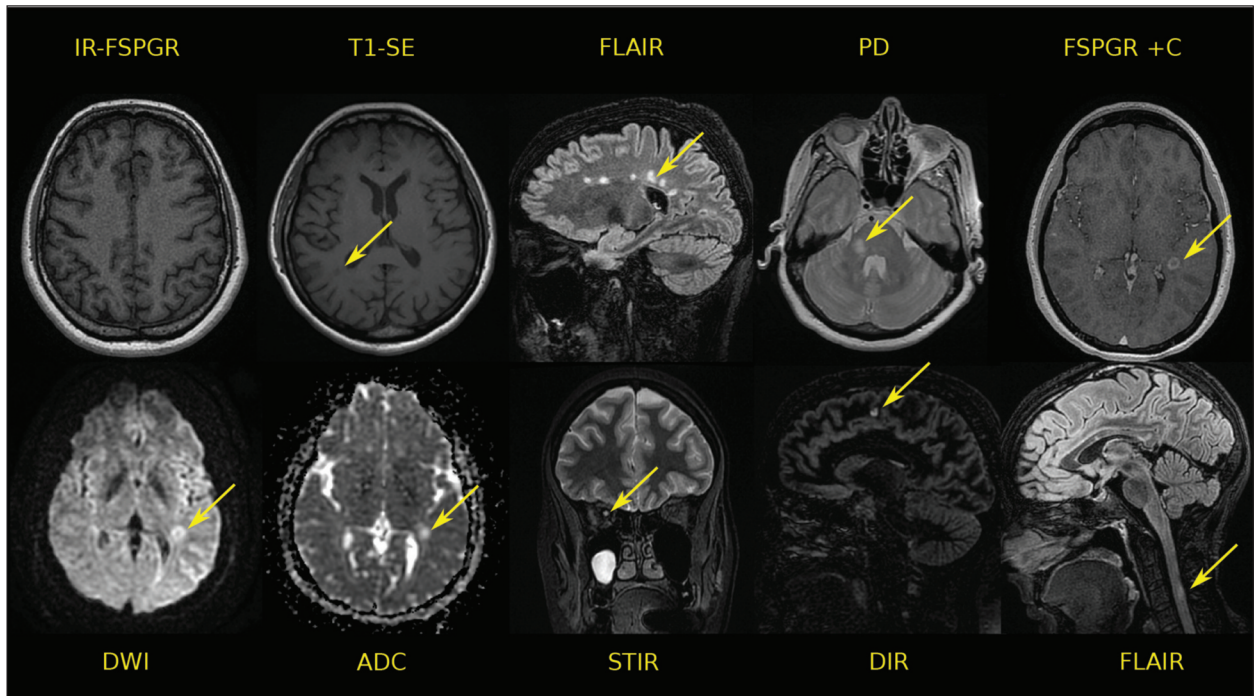 IR-FSPGR T1-SE FLAIR PD FSPGR +C
DWI ADC STIR DIR FLAIR